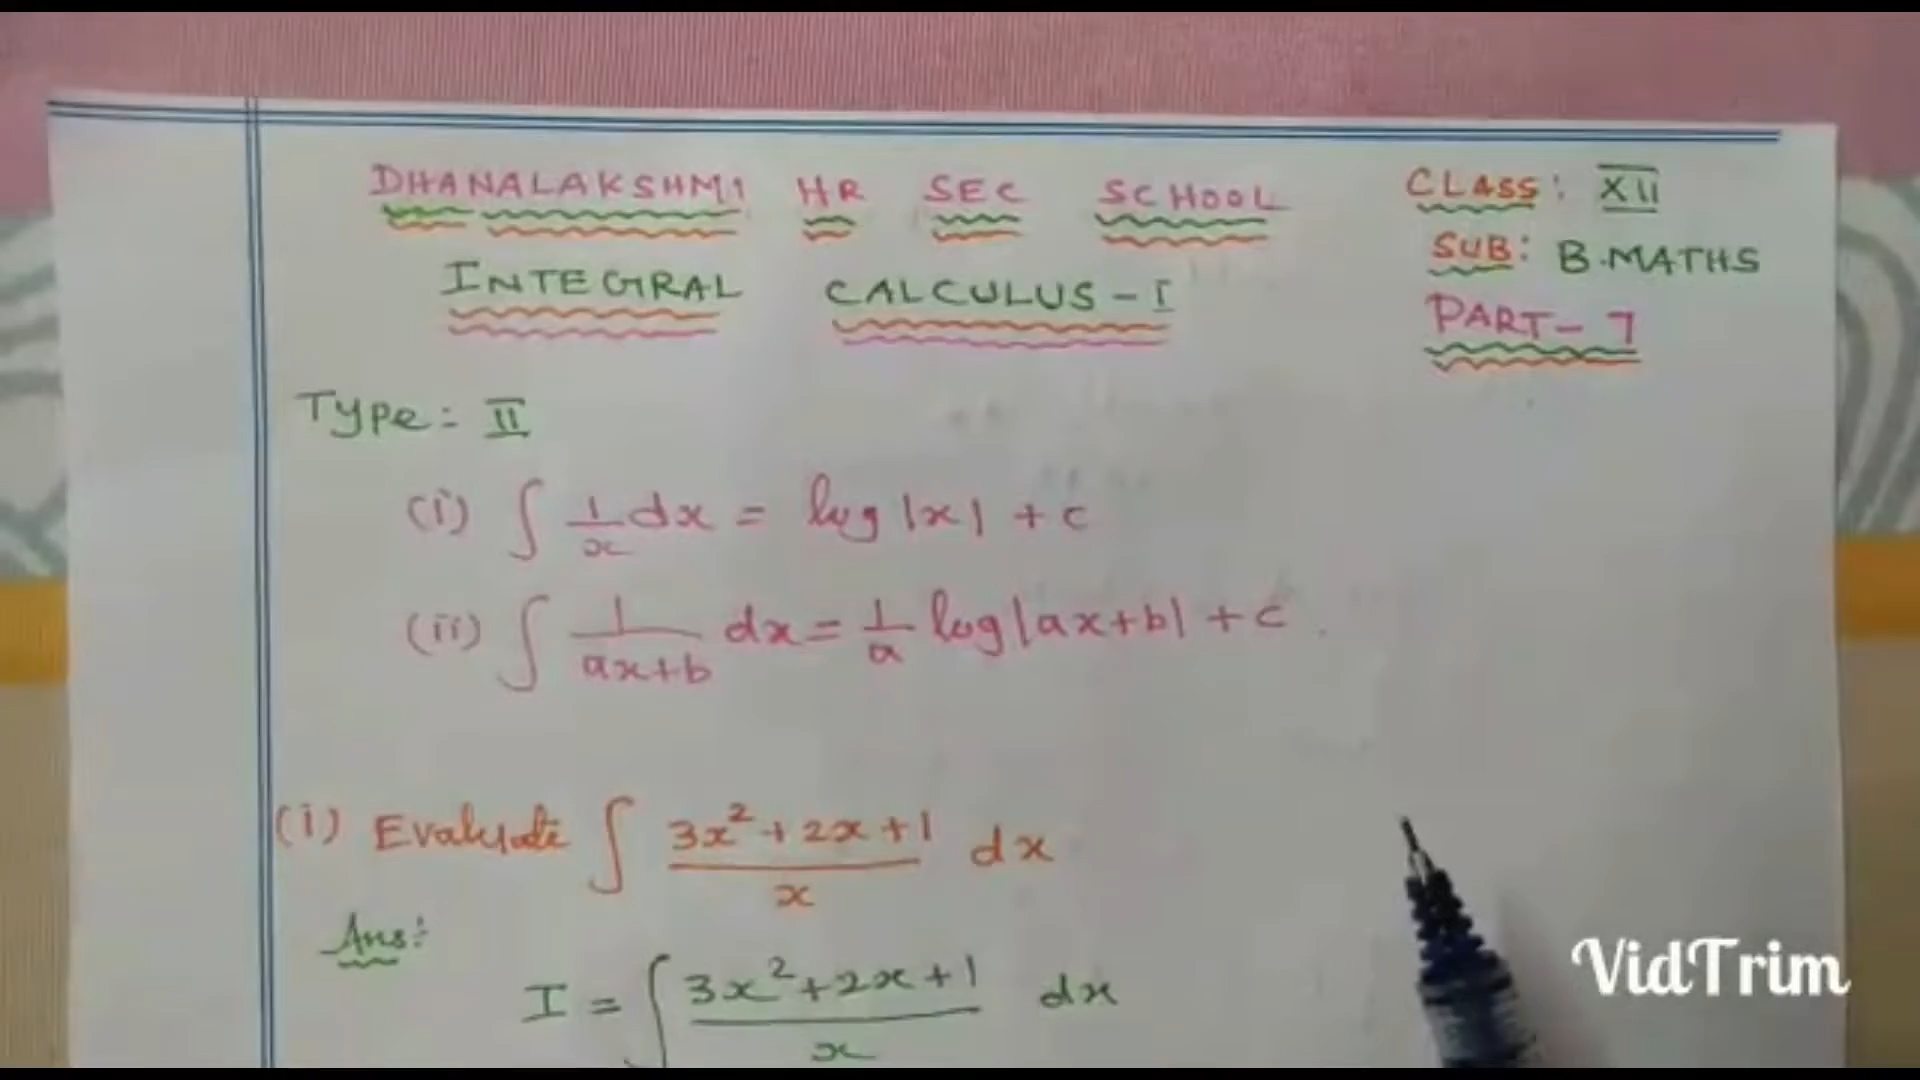 DHANALAKSHMI HR SEC SCHOOL
CLASS: XII
SUB: B.MATHS
INTEGRAL CALCULUS - I
PART - 7
Type: II
(i) ∫ 1/x dx = log |x| + c
(ii) ∫ 1/(ax+b) dx = 1/a log |ax+b| + c.
(i) Evaluate ∫ (3x² + 2x + 1)/x dx
Ans:
I = ∫ (3x² + 2x + 1)/x dx
VidTrim